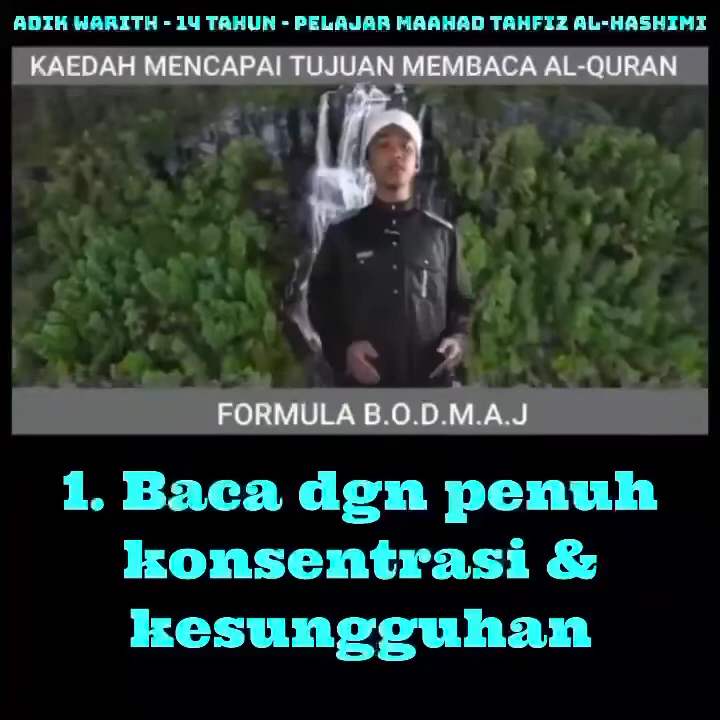 ADIK WARITH - 14 TAHUN - PELAJAR MAAHAD TAHFIZ AL-HASHIMI
KAEDAH MENCAPAI TUJUAN MEMBACA AL-QURAN
FORMULA B.O.D.M.A.J
1. Baca dgn penuh
konsentrasi &
kesungguhan